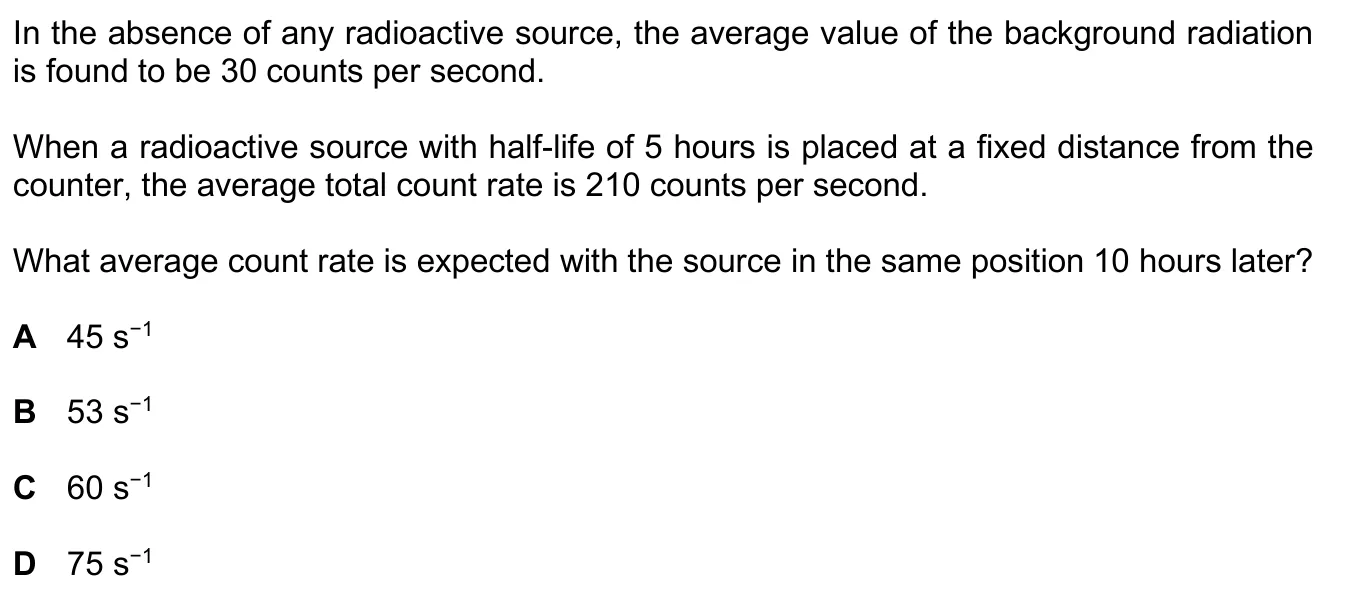 In the absence of any radioactive source, the average value of the background radiation
is found to be 30 counts per second.
When a radioactive source with half-life of 5 hours is placed at a fixed distance from the
counter, the average total count rate is 210 counts per second.
What average count rate is expected with the source in the same position 10 hours later?
A 45 s⁻¹
B 53 s⁻¹
C 60 s⁻¹
D 75 s⁻¹